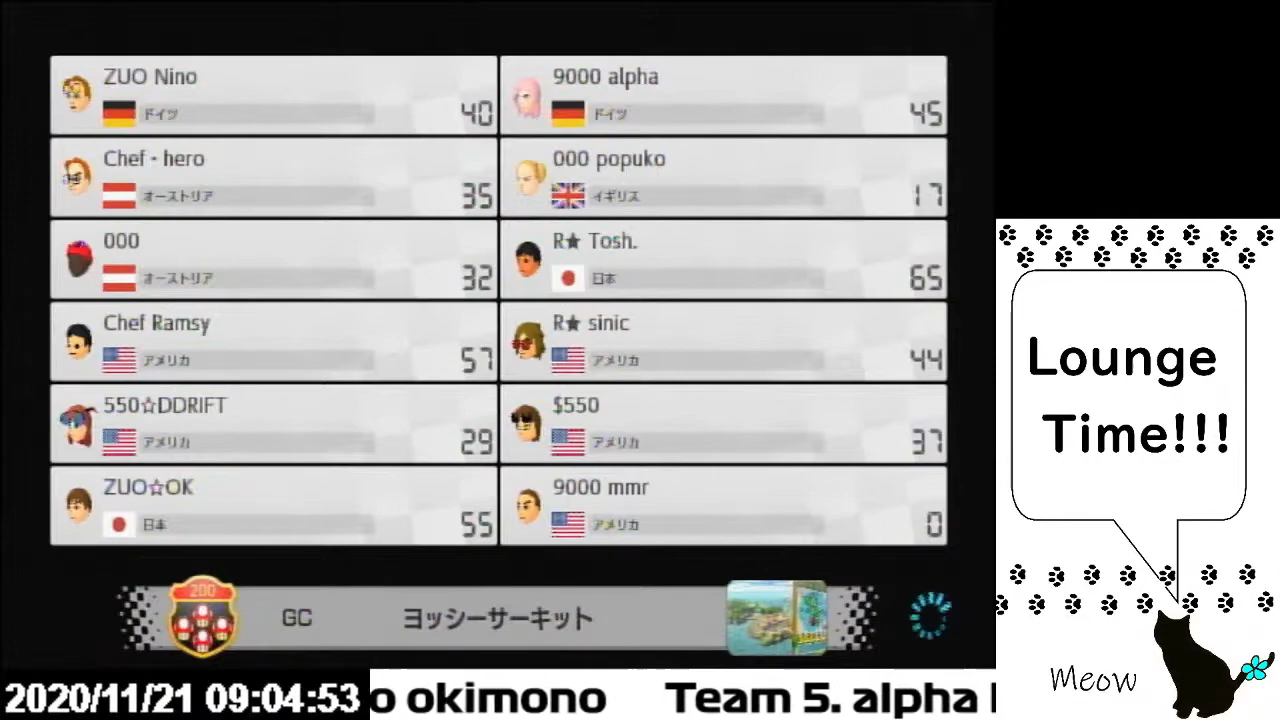 ZUO Nino
ドイツ
40
9000 alpha
ドイツ
45
Chef - hero
オーストリア
35
000 popuko
イギリス
17
000
オーストリア
32
R★ Tosh.
日本
65
Chef Ramsy
アメリカ
57
R★ sinic
アメリカ
44
550☆DDRIFT
アメリカ
29
$550
アメリカ
37
ZUO☆OK
日本
55
9000 mmr
アメリカ
0
200
GC ヨッシーサーキット
Lounge
Time!!!
Meow
2020/11/21 09:04:53
o okimono Team 5. alpha